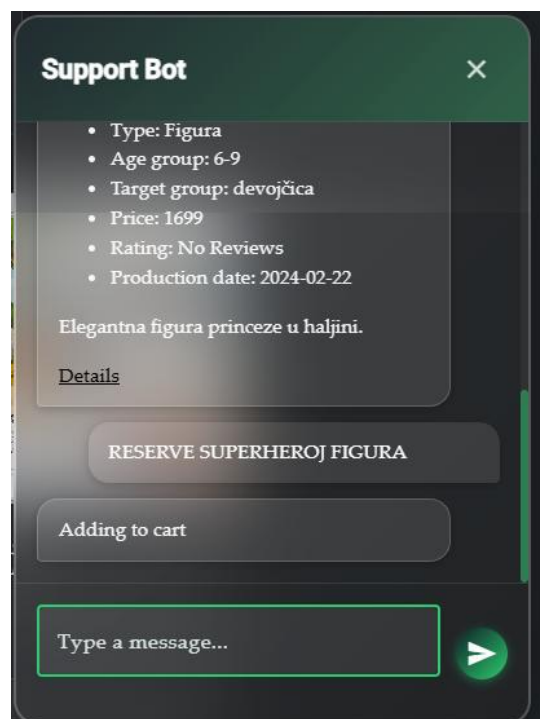 Support Bot
×
• Type: Figura
• Age group: 6-9
• Target group: devojčica
• Price: 1699
• Rating: No Reviews
• Production date: 2024-02-22
Elegantna figura princeze u haljini.
Details
RESERVE SUPERHEROJ FIGURA
Adding to cart
Type a message...